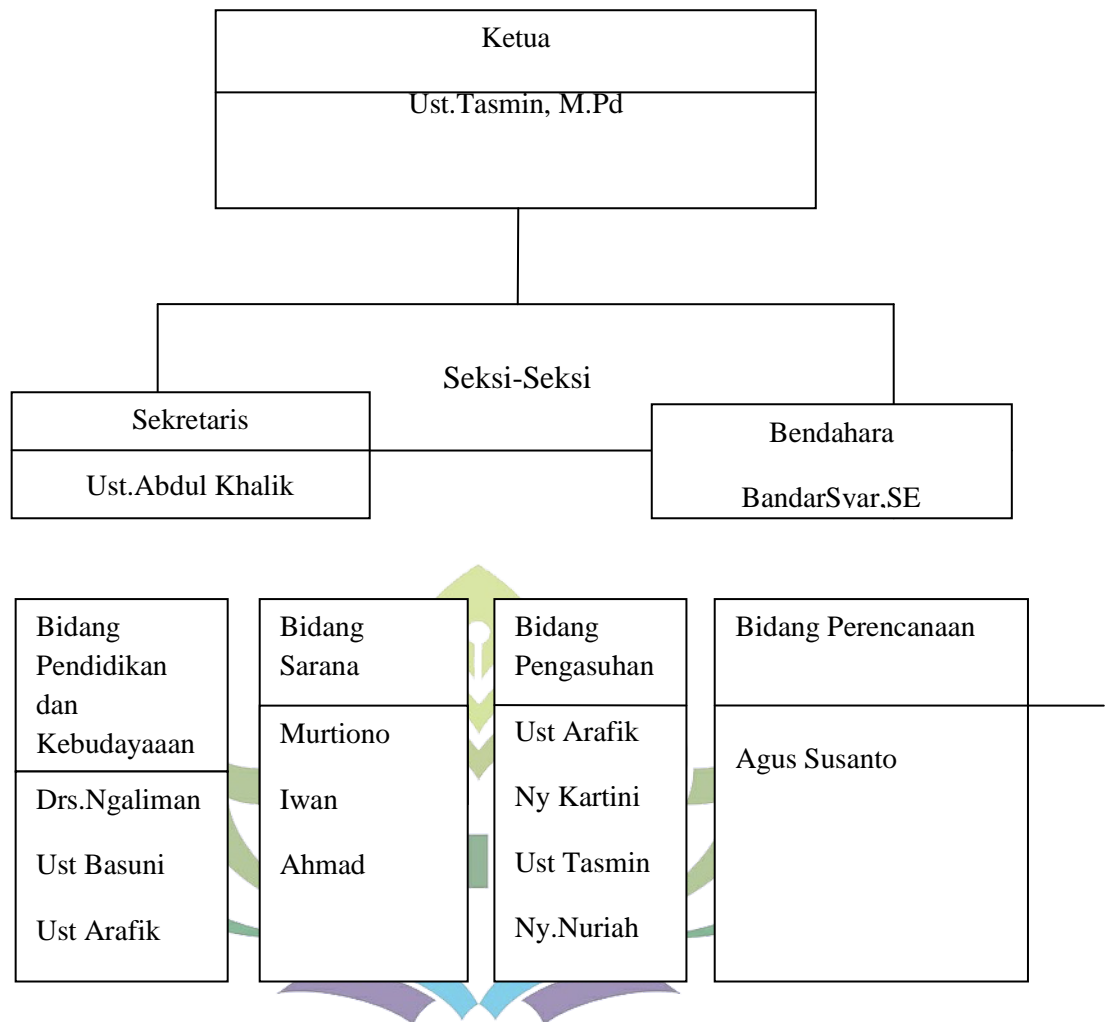 Ketua
Ust.Tasmin, M.Pd
Seksi-Seksi
Sekretaris
Ust.Abdul Khalik
Bendahara
BandarSyar,SE
Bidang
Pendidikan
dan
Kebudayaaan
Drs.Ngaliman
Ust Basuni
Ust Arafik
Bidang
Sarana
Murtiono
Iwan
Ahmad
Bidang
Pengasuhan
Ust Arafik
Ny Kartini
Ust Tasmin
Ny.Nuriah
Bidang Perencanaan
Agus Susanto